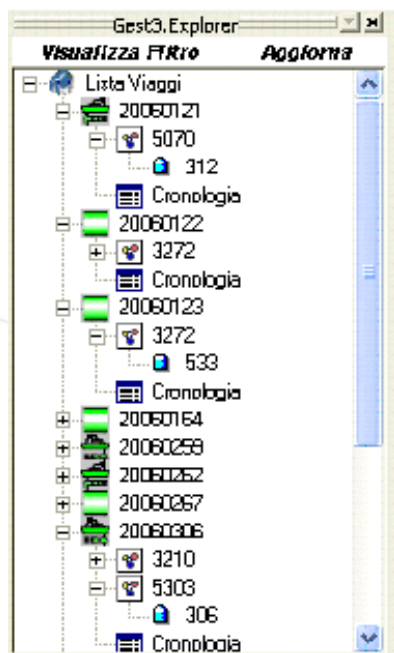 Gest3.Explorer
Visualizza Filtro Aggiorna
Lista Viaggi
20060121
5070
312
Cronologia
20060122
3272
Cronologia
20060123
3272
533
Cronologia
20060164
20060259
20060262
20060267
20060306
3210
5303
306
Cronologia